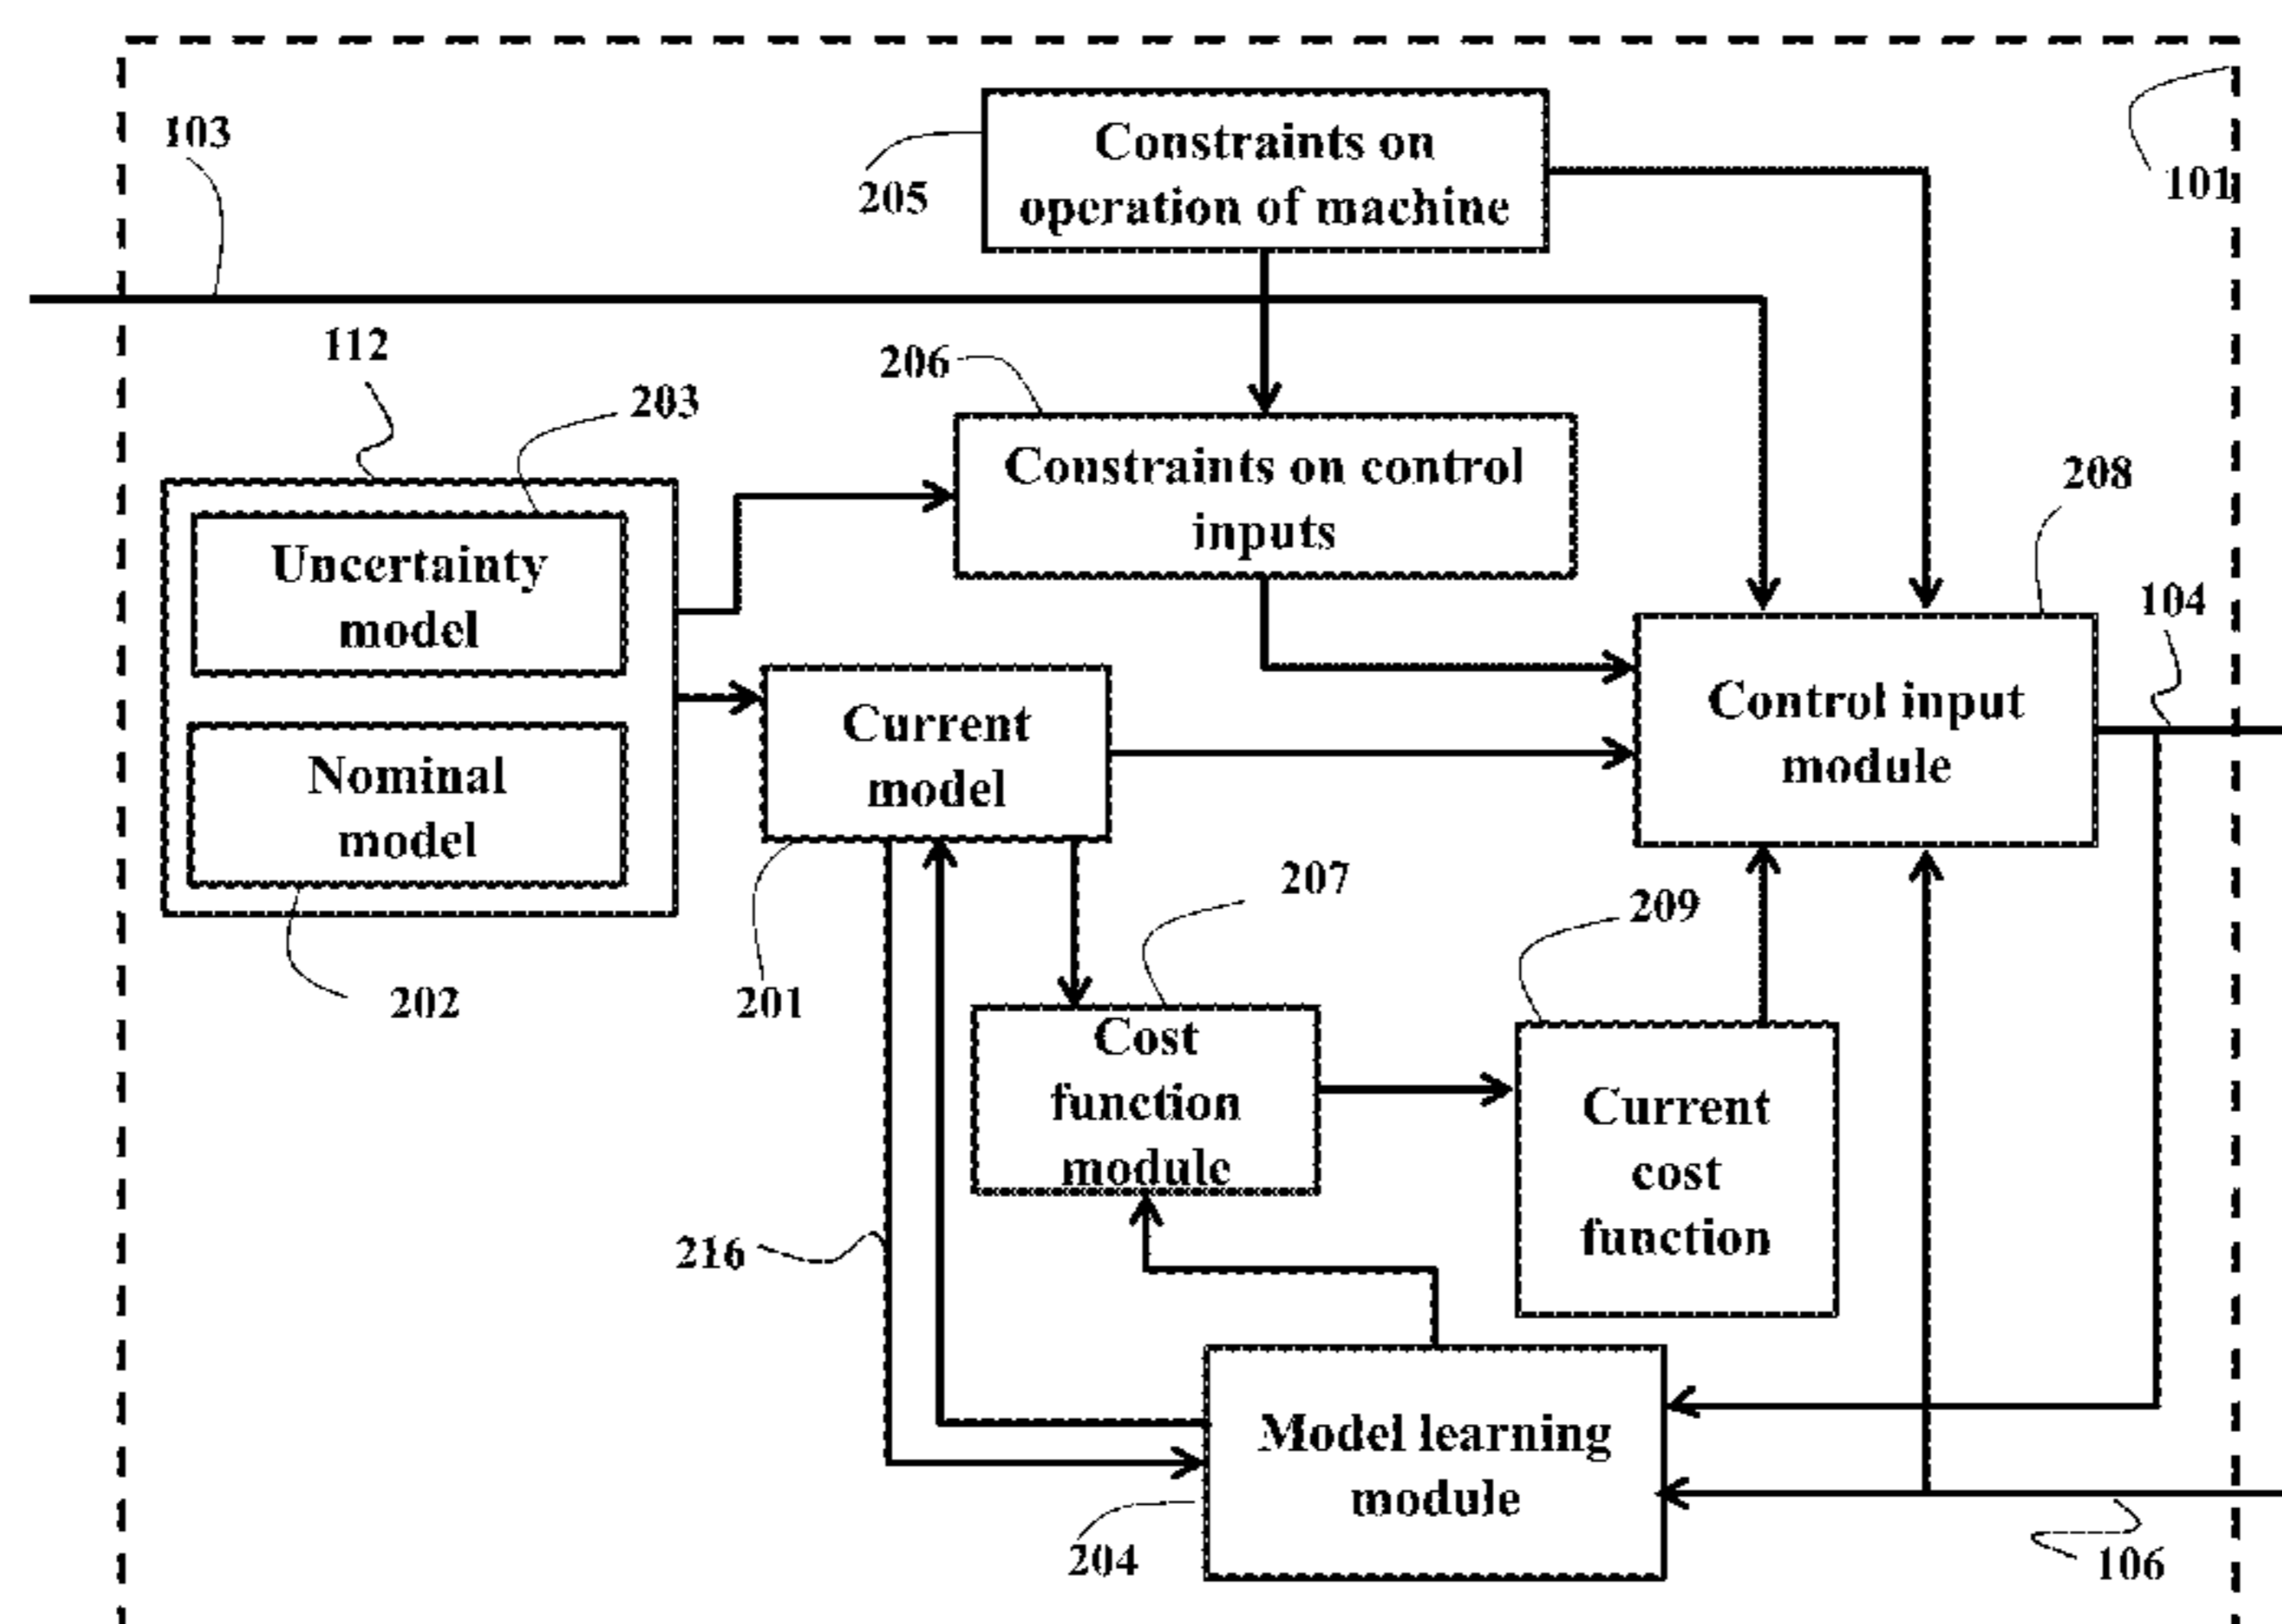 103
Constraints on
operation of machine
205
101
112
203
206
Constraints on control
inputs
208
104
Uncertainty
model
Nominal
model
202
Current
model
201
Control input
module
207
209
Cost
function
module
Current
cost
function
216
Model learning
module
204
106